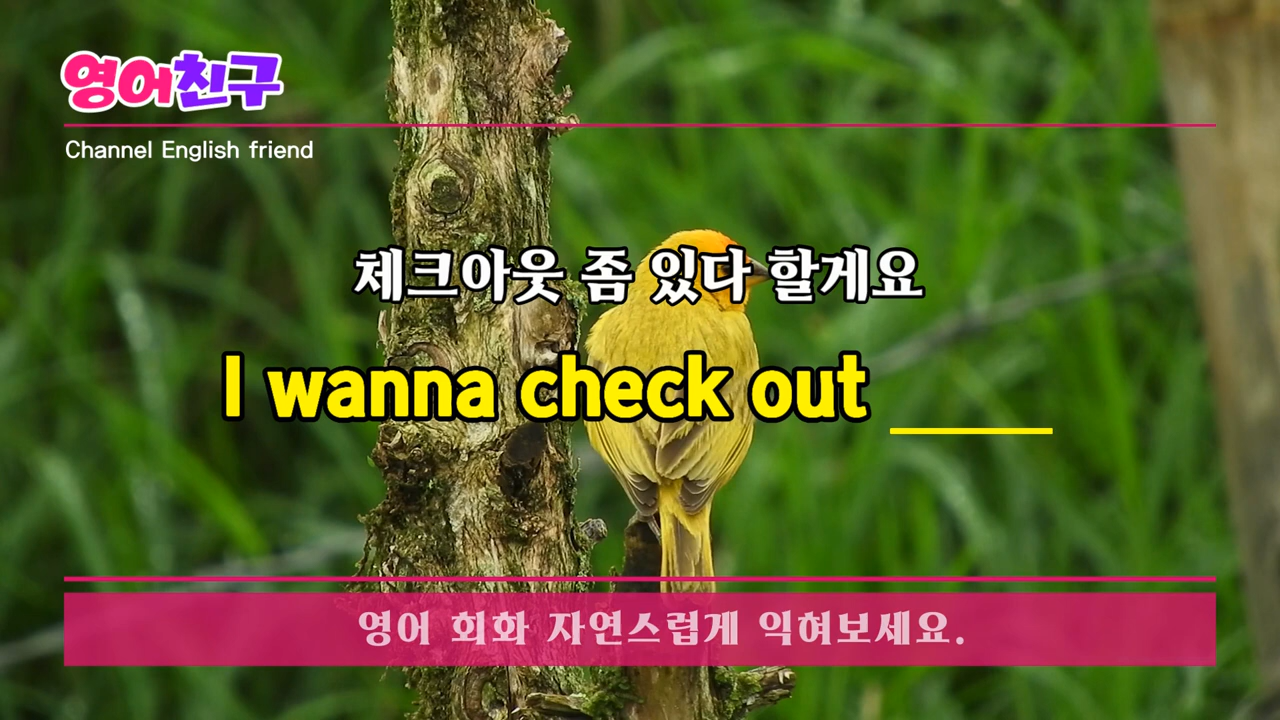 영어친구
Channel English friend
체크아웃 좀 있다 할게요
I wanna check out ____
영어 회화 자연스럽게 익혀보세요.